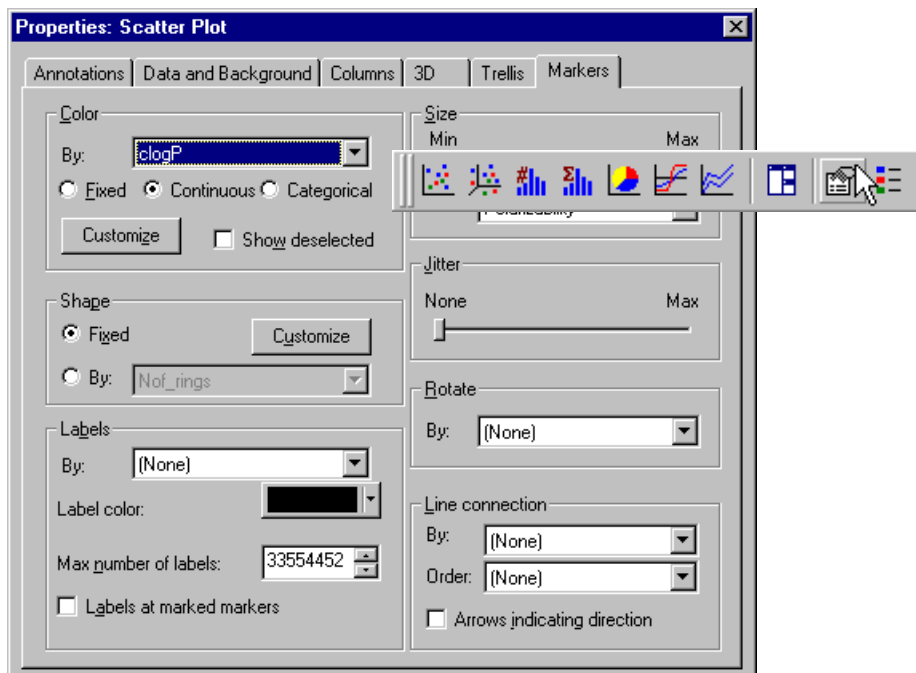 Properties: Scatter Plot
Annotations Data and Background Columns 3D Trellis Markers
Color
By: clogP
Fixed Continuous Categorical
Customize Show deselected
Shape
Fixed Customize
By: Nof_rings
Labels
By: (None)
Label color:
Max number of labels: 33554452
Labels at marked markers
Size
Min Max
Polarizability
Jitter
None Max
Rotate
By: (None)
Line connection
By: (None)
Order: (None)
Arrows indicating direction